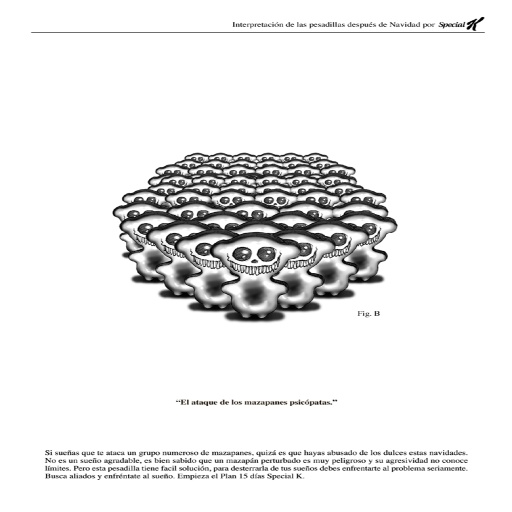 Interpretación de las pesadillas después de Navidad por Special K
Fig. B
“El ataque de los mazapanes psicópatas.”
Si sueñas que te ataca un grupo numeroso de mazapanes, quizá es que hayas abusado de los dulces estas navidades.
No es un sueño agradable, es bien sabido que un mazapán perturbado es muy peligroso y su agresividad no conoce
límites. Pero esta pesadilla tiene facil solución, para desterrarla de tus sueños debes enfrentarte al problema seriamente.
Busca aliados y enfréntate al sueño. Empieza el Plan 15 días Special K.